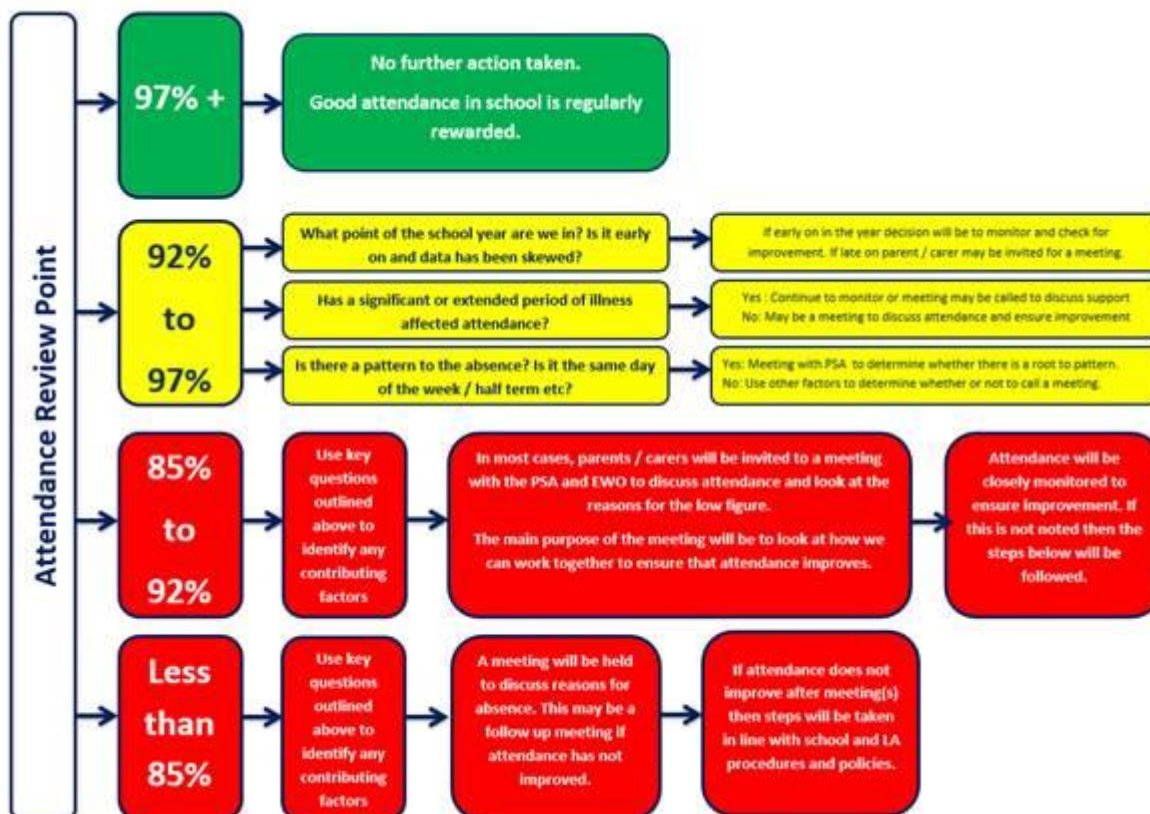 Attendance Review Point
97% +
No further action taken.
Good attendance in school is regularly
rewarded.
92%
to
97%
What point of the school year are we in? Is it early
on and data has been skewed?
If early on in the year decision will be to monitor and check for
improvement. If late on parent / carer may be invited for a meeting.
Has a significant or extended period of illness
affected attendance?
Yes : Continue to monitor or meeting may be called to discuss support
No: May be a meeting to discuss attendance and ensure improvement
Is there a pattern to the absence? Is it the same day
of the week / half term etc?
Yes: Meeting with PSA to determine whether there is a root to pattern.
No: Use other factors to determine whether or not to call a meeting.
85%
to
92%
Use key
questions
outlined
above to
identify any
contributing
factors
In most cases, parents / carers will be invited to a meeting
with the PSA and EWO to discuss attendance and look at the
reasons for the low figure.
The main purpose of the meeting will be to look at how we
can work together to ensure that attendance improves.
Attendance will be
closely monitored to
ensure improvement. If
this is not noted then the
steps below will be
followed.
Less
than
85%
Use key
questions
outlined
above to
identify any
contributing
factors
A meeting will be held
to discuss reasons for
absence. This may be a
follow up meeting if
attendance has not
improved.
If attendance does not
improve after meeting(s)
then steps will be taken
in line with school and LA
procedures and policies.